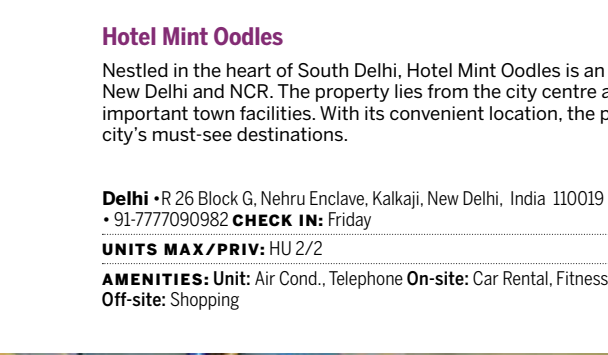 Hotel Mint Oodles
Nestled in the heart of South Delhi, Hotel Mint Oodles is an
New Delhi and NCR. The property lies from the city centre a
important town facilities. With its convenient location, the p
city's must-see destinations.
Delhi •R 26 Block G, Nehru Enclave, Kalkaji, New Delhi, India 110019
• 91-7777090982 CHECK IN: Friday
UNITS MAX/PRIV: HU 2/2
AMENITIES: Unit: Air Cond., Telephone On-site: Car Rental, Fitness
Off-site: Shopping